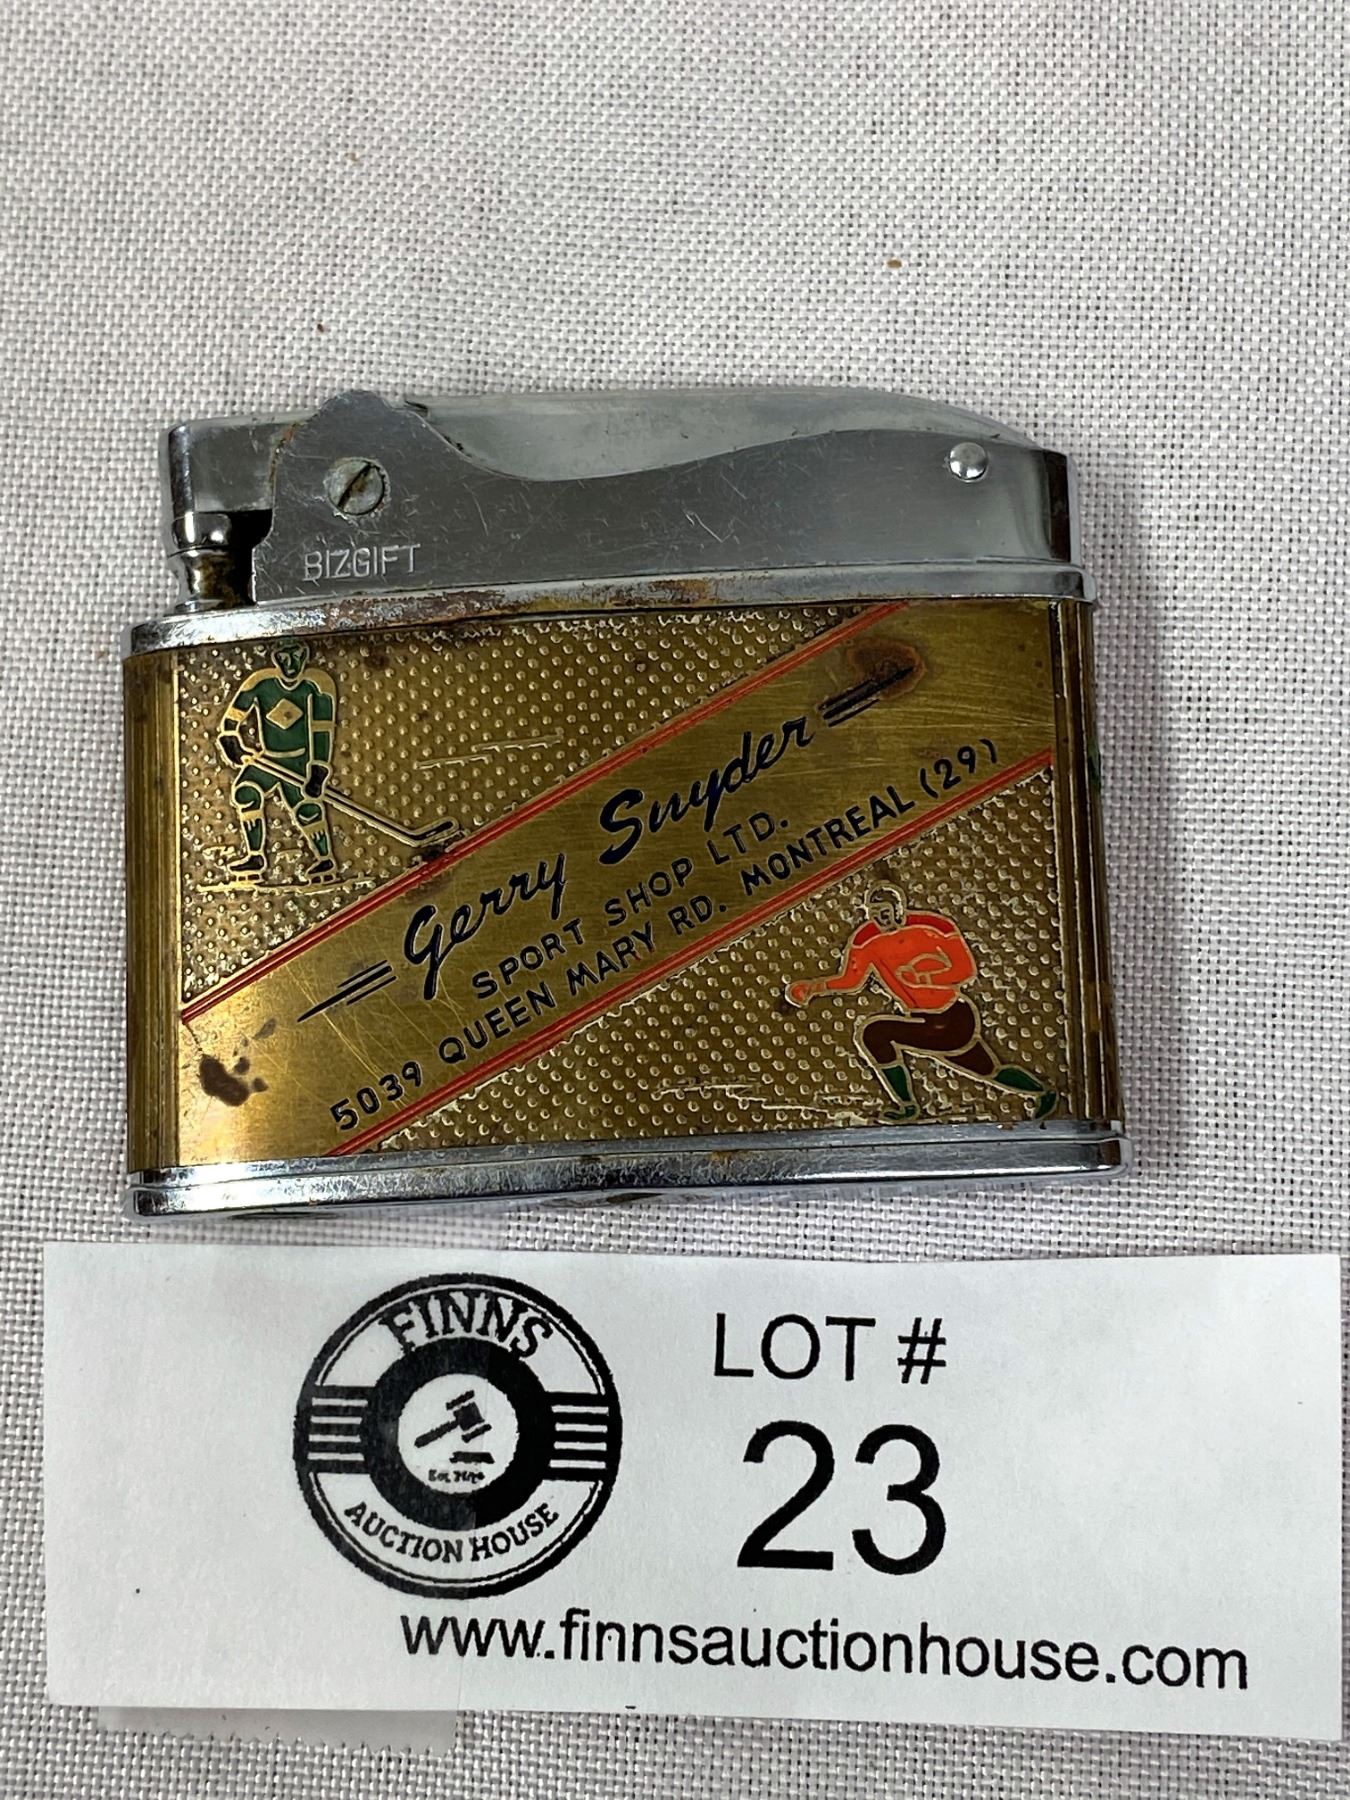 BIZGIFT
Gerry Snyder
SPORT SHOP LTD.
5039 QUEEN MARY RD. MONTREAL (29)
FINNS
AUCTION HOUSE
LOT #
23
www.finnsauctionhouse.com